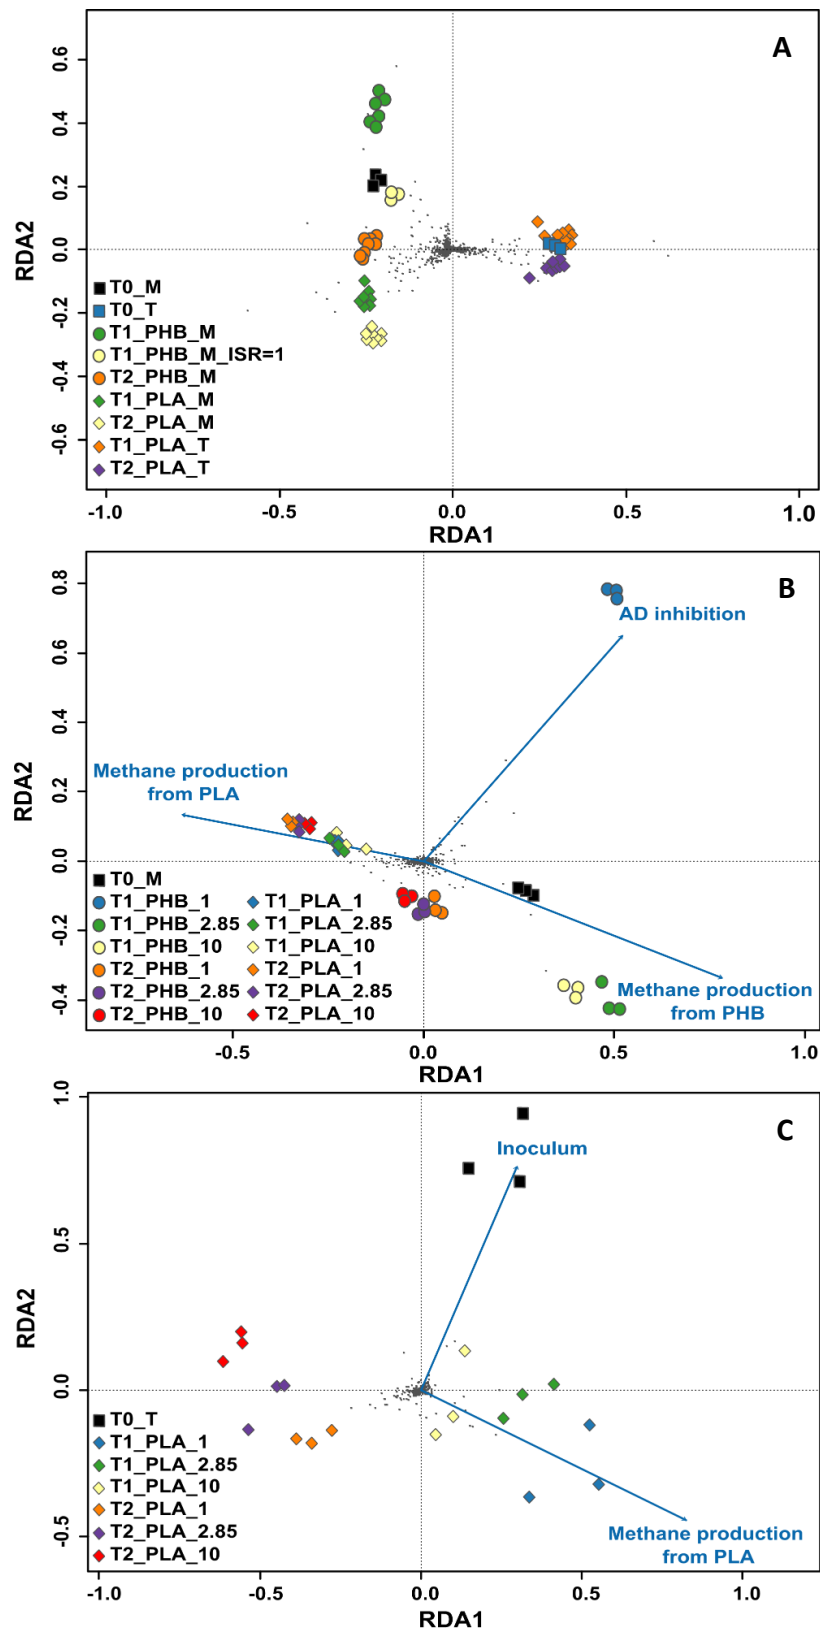 A
0.6
0.4
0.2
0.0
-0.2
-0.4
-0.6
RDA2
T0_M
T0_T
T1_PHB_M
T1_PHB_M_ISR=1
T2_PHB_M
T1_PLA_M
T2_PLA_M
T1_PLA_T
T2_PLA_T
-1.0 -0.5 0.0 0.5 1.0
RDA1
B
0.8
0.6
0.4
0.2
0.0
-0.2
-0.4
RDA2
AD inhibition
Methane production
from PLA
Methane production
from PHB
T0_M
T1_PHB_1
T1_PHB_2.85
T1_PHB_10
T2_PHB_1
T2_PHB_2.85
T2_PHB_10
T1_PLA_1
T1_PLA_2.85
T1_PLA_10
T2_PLA_1
T2_PLA_2.85
T2_PLA_10
-0.5 0.0 0.5 1.0
RDA1
C
1.0
0.5
0.0
-0.5
RDA2
Inoculum
Methane production
from PLA
T0_T
T1_PLA_1
T1_PLA_2.85
T1_PLA_10
T2_PLA_1
T2_PLA_2.85
T2_PLA_10
-1.0 -0.5 0.0 0.5 1.0
RDA1